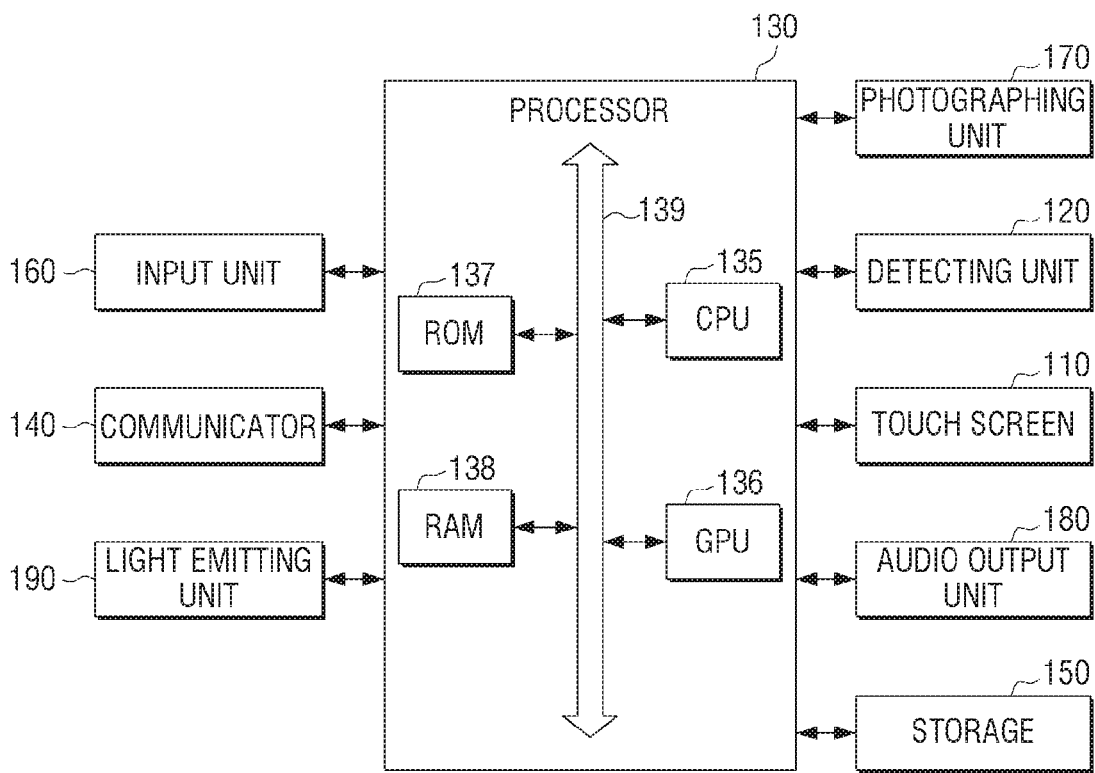 130
PROCESSOR
170
PHOTOGRAPHING
UNIT
139
120
DETECTING UNIT
160
INPUT UNIT
137
ROM
135
CPU
110
TOUCH SCREEN
140
COMMUNICATOR
138
RAM
136
GPU
180
AUDIO OUTPUT
UNIT
190
LIGHT EMITTING
UNIT
150
STORAGE